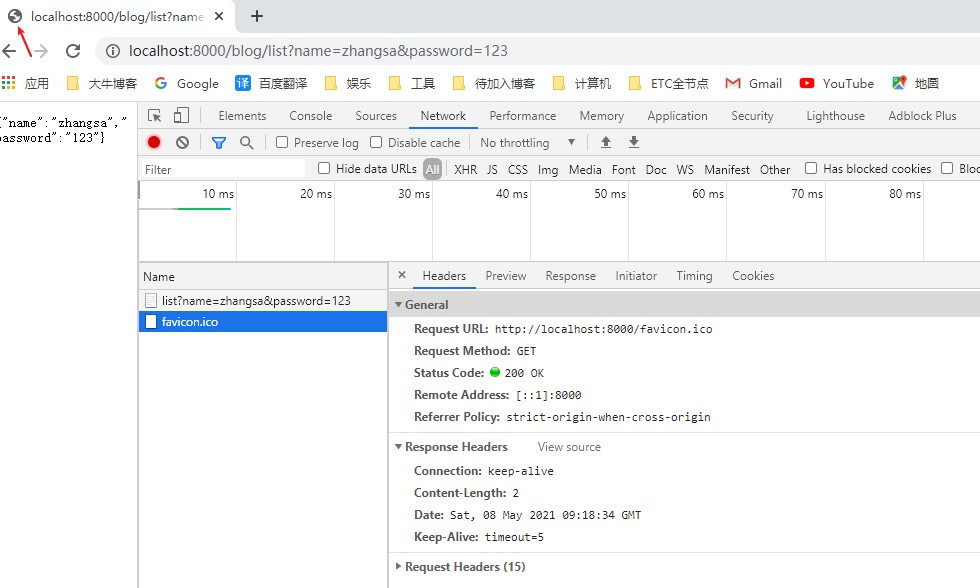 localhost:8000/blog/list?name=
localhost:8000/blog/list?name=zhangsa&password=123
应用 大牛博客 Google 译 百度翻译 娱乐 工具 待加入博客 计算机 ETC全节点 Gmail YouTube 地图
{"name":"zhangsa","
password":"123"}
Elements Console Sources Network Performance Memory Application Security Lighthouse Adblock Plus
Preserve log Disable cache No throttling
Filter Hide data URLs All XHR JS CSS Img Media Font Doc WS Manifest Other Has blocked cookies Bloc
10 ms 20 ms 30 ms 40 ms 50 ms 60 ms 70 ms 80 ms
Name
list?name=zhangsa&password=123
favicon.ico
Headers Preview Response Initiator Timing Cookies
General
Request URL: http://localhost:8000/favicon.ico
Request Method: GET
Status Code: 200 OK
Remote Address: [::1]:8000
Referrer Policy: strict-origin-when-cross-origin
Response Headers View source
Connection: keep-alive
Content-Length: 2
Date: Sat, 08 May 2021 09:18:34 GMT
Keep-Alive: timeout=5
Request Headers (15)